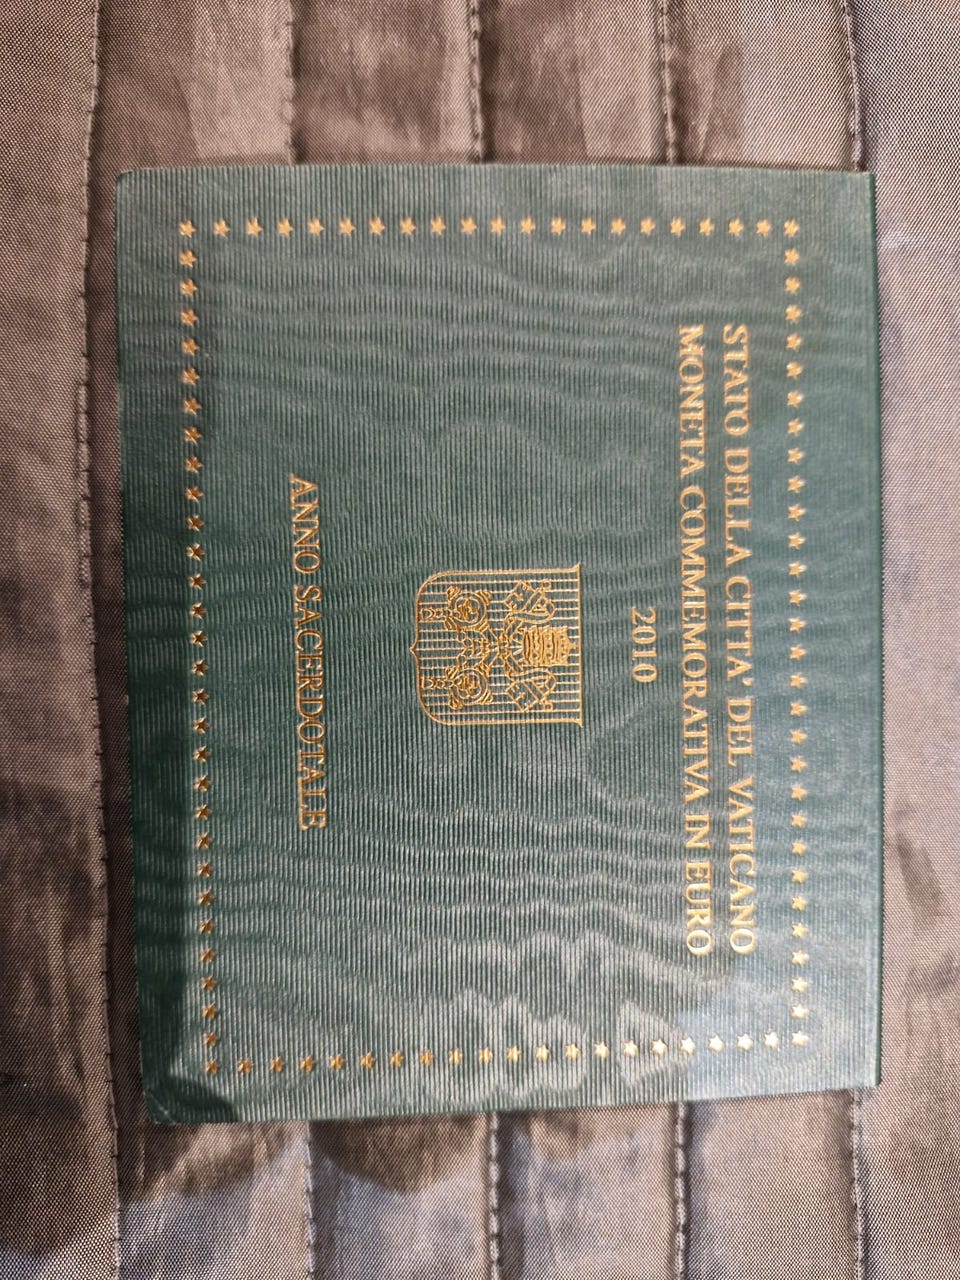 STATO DELLA CITTA' DEL VATICANO
MONETA COMMEMORATIVA IN EURO
2010
ANNO SACERDOTALE